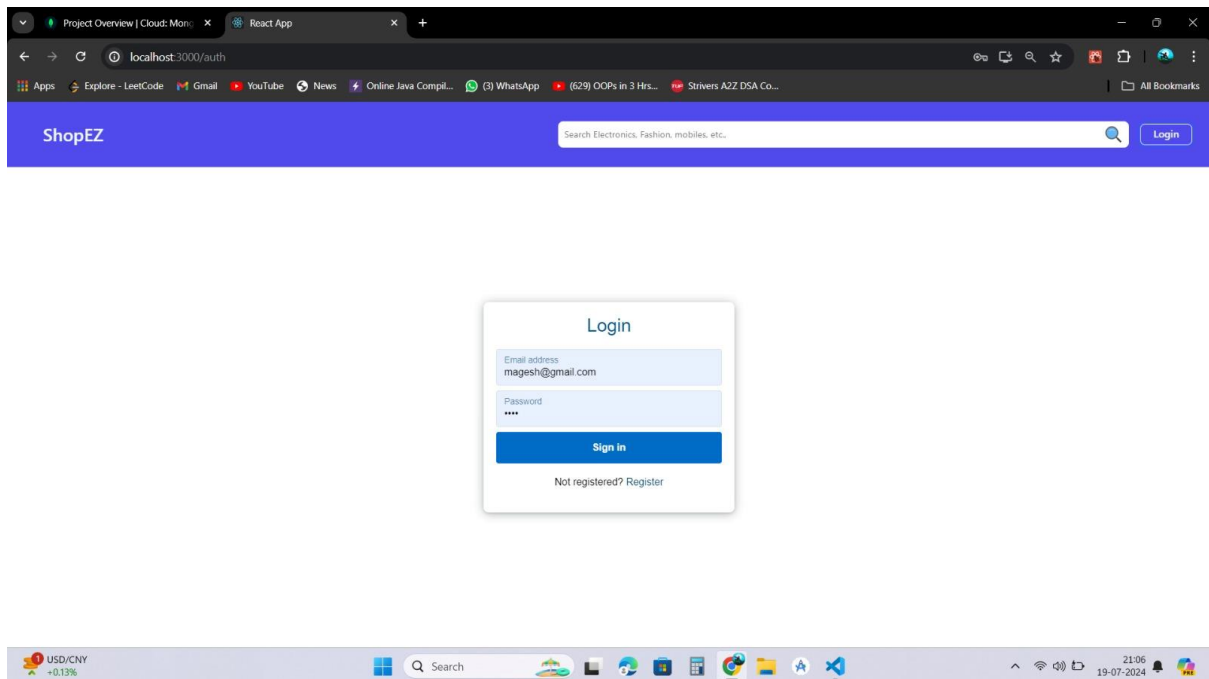 Project Overview | Cloud: Mong
React App
localhost:3000/auth
Apps
Explore - LeetCode
Gmail
YouTube
News
Online Java Compil...
(3) WhatsApp
(629) OOPs in 3 Hrs...
Strivers A2Z DSA Co...
All Bookmarks
ShopEZ
Search Electronics, Fashion, mobiles, etc..
Login
Login
Email address
magesh@gmail.com
Password
••••
Sign in
Not registered? Register
1
USD/CNY
+0.13%
Search
21:06
19-07-2024
PRE